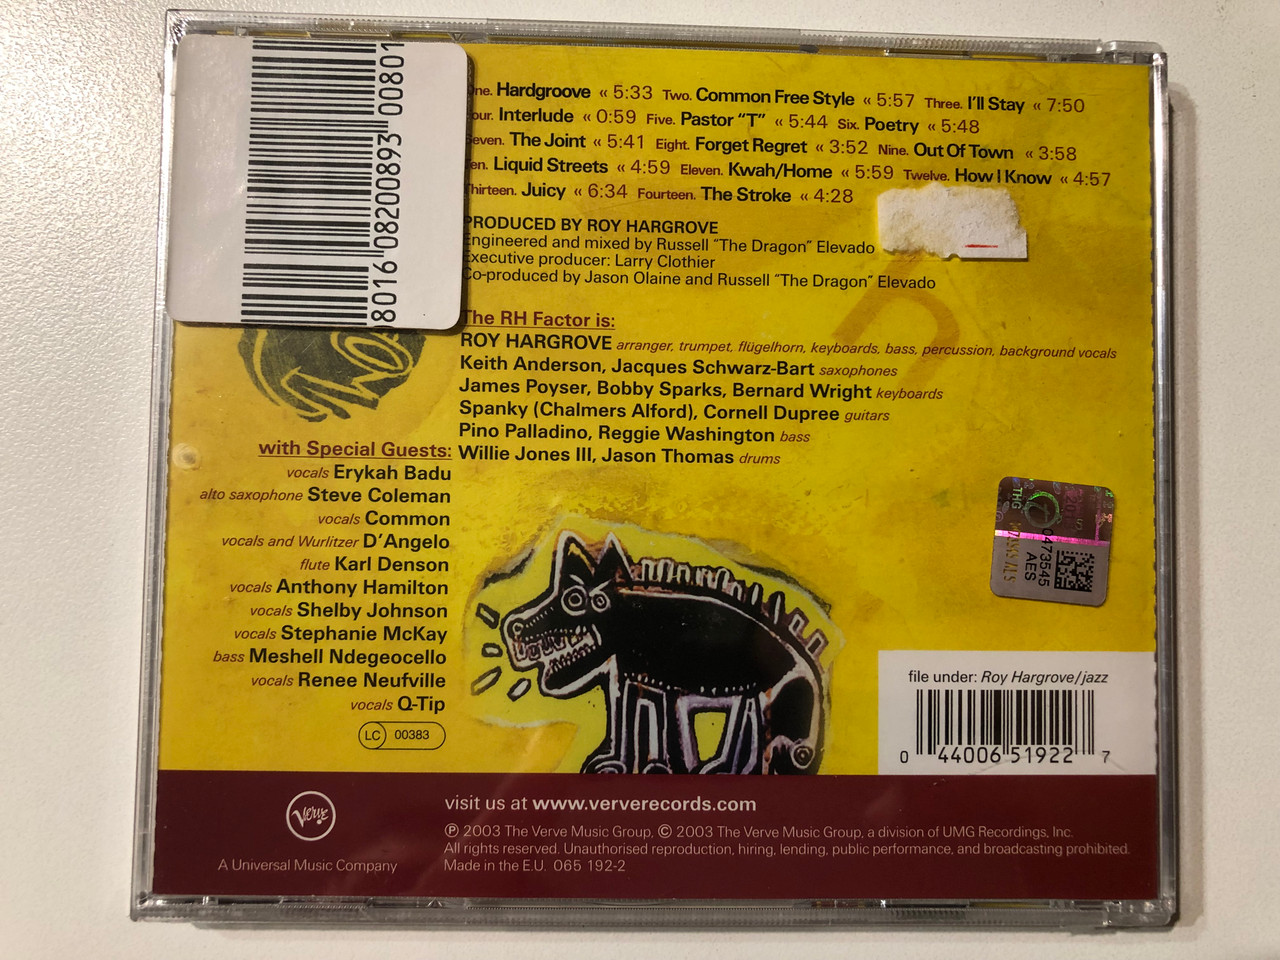 One. Hardgroove « 5:33 Two. Common Free Style « 5:57 Three. I'll Stay « 7:50
our. Interlude « 0:59 Five. Pastor "T" « 5:44 Six. Poetry « 5:48
Seven. The Joint « 5:41 Eight. Forget Regret « 3:52 Nine. Out Of Town « 3:58
en. Liquid Streets « 4:59 Eleven. Kwah/Home « 5:59 Twelve. How I Know « 4:57
Thirteen. Juicy « 6:34 Fourteen. The Stroke « 4:28
PRODUCED BY ROY HARGROVE
Engineered and mixed by Russell "The Dragon" Elevado
Executive producer: Larry Clothier
Co-produced by Jason Olaine and Russell "The Dragon" Elevado
The RH Factor is:
ROY HARGROVE arranger, trumpet, flügelhorn, keyboards, bass, percussion, background vocals
Keith Anderson, Jacques Schwarz-Bart saxophones
James Poyser, Bobby Sparks, Bernard Wright keyboards
Spanky (Chalmers Alford), Cornell Dupree guitars
Pino Palladino, Reggie Washington bass
Willie Jones III, Jason Thomas drums
with Special Guests:
vocals Erykah Badu
alto saxophone Steve Coleman
vocals Common
vocals and Wurlitzer D'Angelo
flute Karl Denson
vocals Anthony Hamilton
vocals Shelby Johnson
vocals Stephanie McKay
bass Meshell Ndegeocello
vocals Renee Neufville
vocals Q-Tip
LC 00383
8016 08200893 00801
THG
0473545
AES
file under: Roy Hargrove/jazz
0 44006 51922 7
Verve
A Universal Music Company
visit us at www.ververecords.com
℗ 2003 The Verve Music Group, © 2003 The Verve Music Group, a division of UMG Recordings, Inc.
All rights reserved. Unauthorised reproduction, hiring, lending, public performance, and broadcasting prohibited.
Made in the E.U. 065 192-2